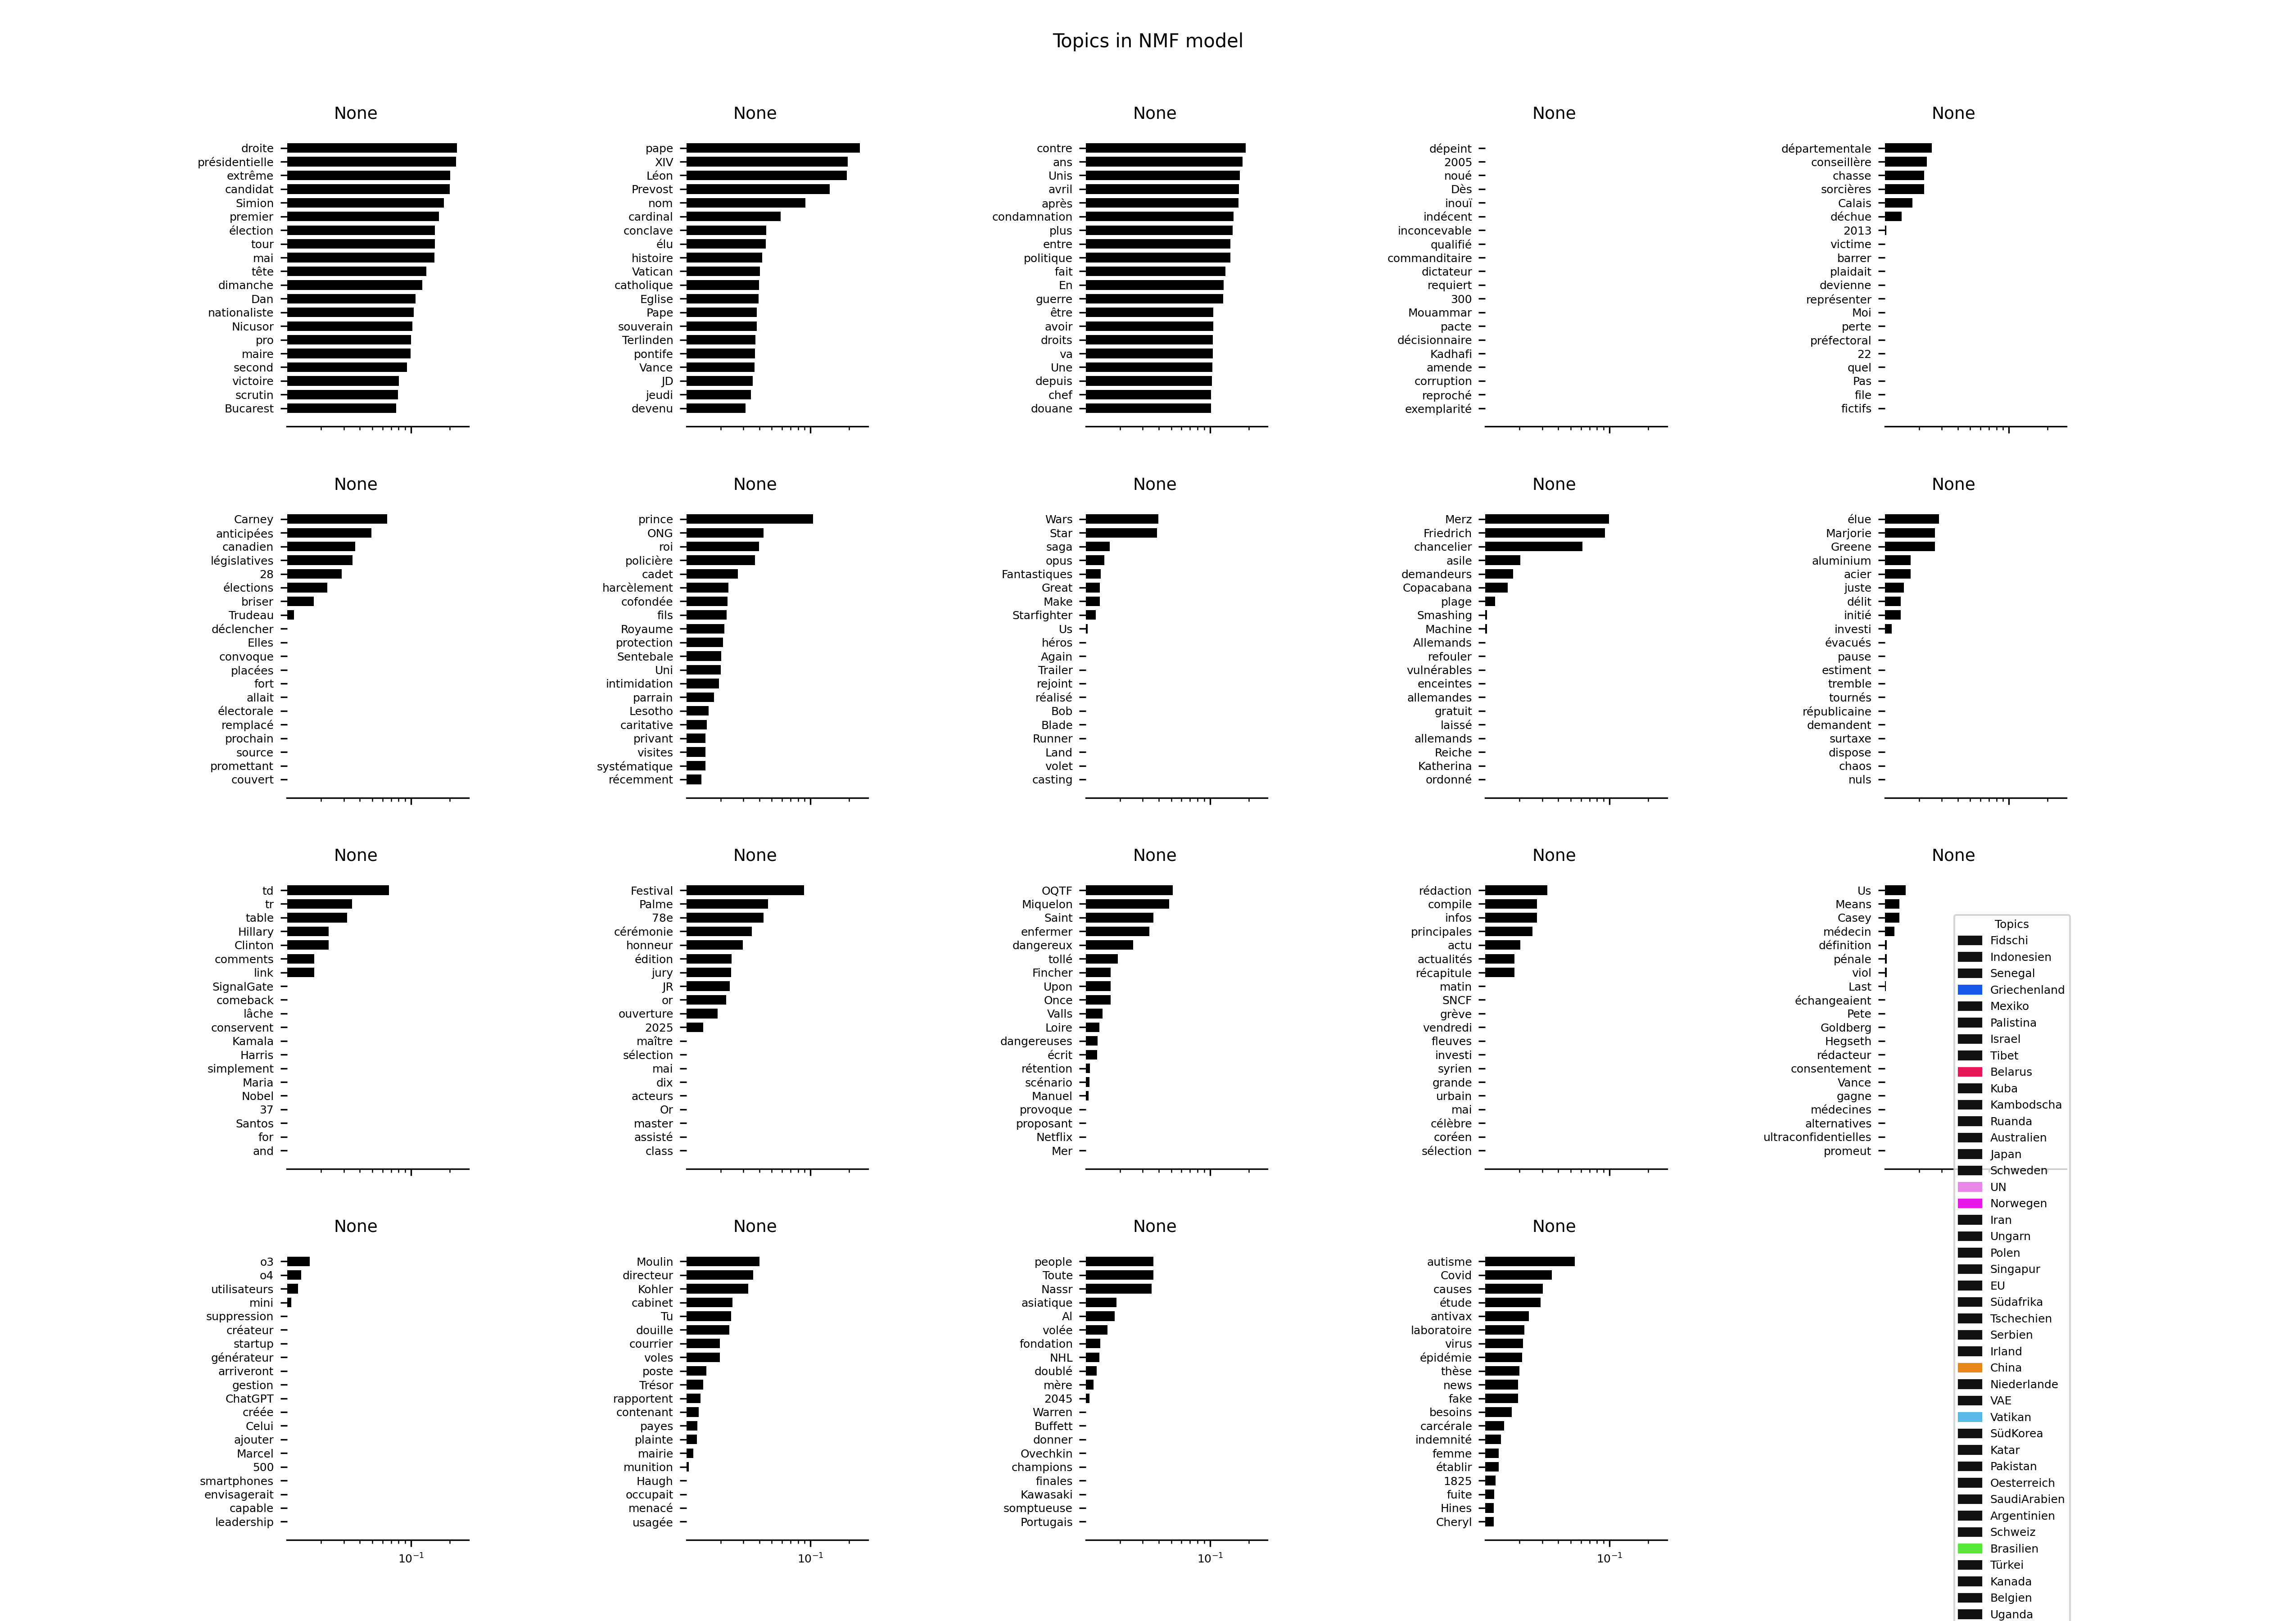 Topics in NMF model
None
droite
présidentielle
extrême
candidat
Simion
premier
élection
tour
mai
tête
dimanche
Dan
nationaliste
Nicusor
pro
maire
second
victoire
scrutin
Bucarest
None
pape
XIV
Léon
Prevost
nom
cardinal
conclave
élu
histoire
Vatican
catholique
Eglise
Pape
souverain
Terlinden
pontife
Vance
JD
jeudi
devenu
None
contre
ans
Unis
avril
après
condamnation
plus
entre
politique
fait
En
guerre
être
avoir
droits
va
Une
depuis
chef
douane
None
dépeint
2005
noué
Dès
inouï
indécent
inconcevable
qualifié
commanditaire
dictateur
requiert
300
Mouammar
pacte
décisionnaire
Kadhafi
amende
corruption
reproché
exemplarité
None
départementale
conseillère
chasse
sorcières
Calais
déchue
2013
victime
barrer
plaidait
devienne
représenter
Moi
perte
préfectoral
22
quel
Pas
file
fictifs
None
Carney
anticipées
canadien
législatives
28
élections
briser
Trudeau
déclencher
Elles
convoque
placées
fort
allait
électorale
remplacé
prochain
source
promettant
couvert
None
prince
ONG
roi
policière
cadet
harcèlement
cofondée
fils
Royaume
protection
Sentebale
Uni
intimidation
parrain
Lesotho
caritative
privant
visites
systématique
récemment
None
Wars
Star
saga
opus
Fantastiques
Great
Make
Starfighter
Us
héros
Again
Trailer
rejoint
réalisé
Bob
Blade
Runner
Land
volet
casting
None
Merz
Friedrich
chancelier
asile
demandeurs
Copacabana
plage
Smashing
Machine
Allemands
refouler
vulnérables
enceintes
allemandes
gratuit
laissé
allemands
Reiche
Katherina
ordonné
None
élue
Marjorie
Greene
aluminium
acier
juste
délit
initié
investi
évacués
pause
estiment
tremble
tournés
républicaine
demandent
surtaxe
dispose
chaos
nuls
None
td
tr
table
Hillary
Clinton
comments
link
SignalGate
comeback
lâche
conservent
Kamala
Harris
simplement
Maria
Nobel
37
Santos
for
and
None
Festival
Palme
78e
cérémonie
honneur
édition
jury
JR
or
ouverture
2025
maître
sélection
mai
dix
acteurs
Or
master
assisté
class
None
OQTF
Miquelon
Saint
enfermer
dangereux
tollé
Fincher
Upon
Once
Valls
Loire
dangereuses
écrit
rétention
scénario
Manuel
provoque
proposant
Netflix
Mer
None
rédaction
compile
infos
principales
actu
actualités
récapitule
matin
SNCF
grève
vendredi
fleuves
investi
syrien
grande
urbain
mai
célèbre
coréen
sélection
None
Us
Means
Casey
médecin
définition
pénale
viol
Last
échangeaient
Pete
Goldberg
Hegseth
rédacteur
consentement
Vance
gagne
médecines
alternatives
ultraconfidentielles
promeut
None
o3
o4
utilisateurs
mini
suppression
créateur
startup
générateur
arriveront
gestion
ChatGPT
créée
Celui
ajouter
Marcel
500
smartphones
envisagerait
capable
leadership
10⁻¹
None
Moulin
directeur
Kohler
cabinet
Tu
douille
courrier
voles
poste
Trésor
rapportent
contenant
payes
plainte
mairie
munition
Haugh
occupait
menacé
usagée
10⁻¹
None
people
Toute
Nassr
asiatique
Al
volée
fondation
NHL
doublé
mère
2045
Warren
Buffett
donner
Ovechkin
champions
finales
Kawasaki
somptueuse
Portugais
10⁻¹
None
autisme
Covid
causes
étude
antivax
laboratoire
virus
épidémie
thèse
news
fake
besoins
carcérale
indemnité
femme
établir
1825
fuite
Hines
Cheryl
10⁻¹
Topics
Fidschi
Indonesien
Senegal
Griechenland
Mexiko
Palistina
Israel
Tibet
Belarus
Kuba
Kambodscha
Ruanda
Australien
Japan
Schweden
UN
Norwegen
Iran
Ungarn
Polen
Singapur
EU
Südafrika
Tschechien
Serbien
Irland
China
Niederlande
VAE
Vatikan
SüdKorea
Katar
Pakistan
Oesterreich
SaudiArabien
Argentinien
Schweiz
Brasilien
Türkei
Kanada
Belgien
Uganda